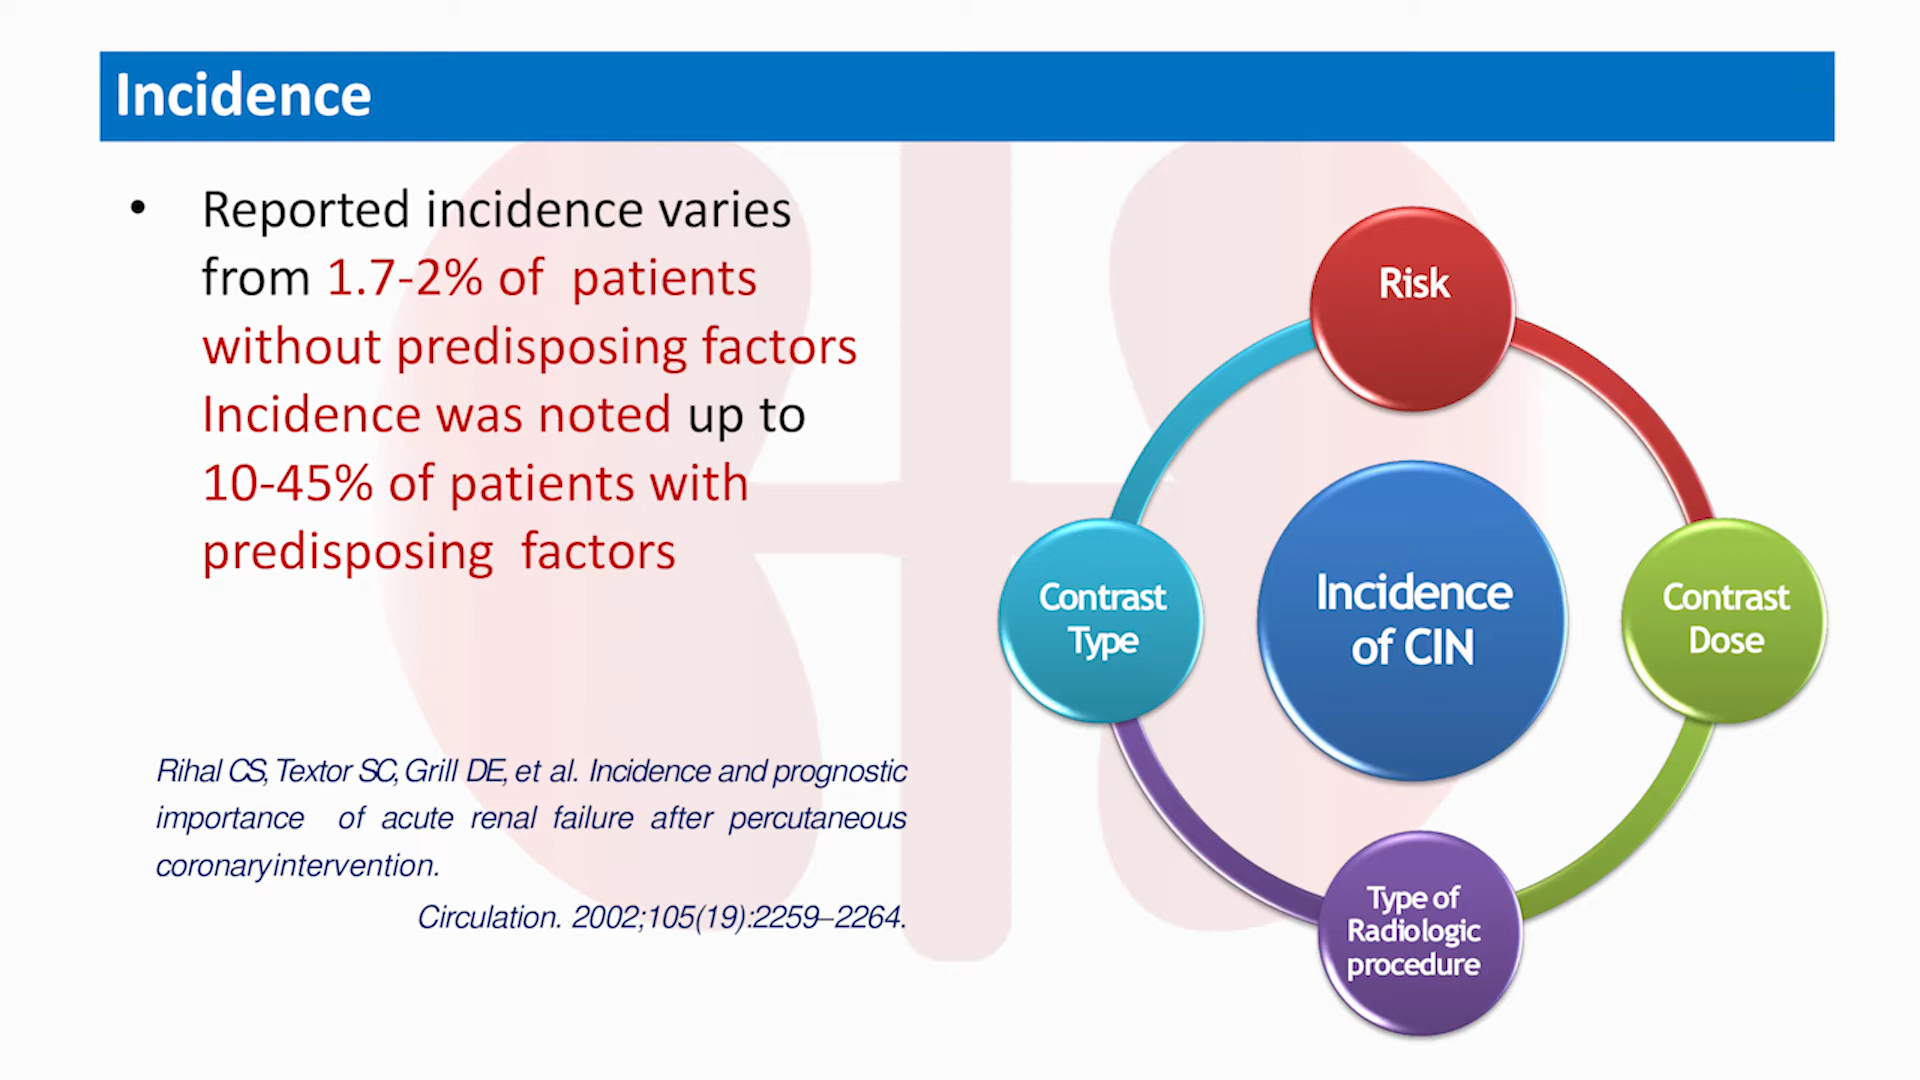 Incidence
• Reported incidence varies
from 1.7-2% of patients
without predisposing factors
Incidence was noted up to
10-45% of patients with
predisposing factors
Rihal CS, Textor SC, Grill DE, et al. Incidence and prognostic
importance of acute renal failure after percutaneous
coronaryintervention.
Circulation. 2002;105(19):2259–2264.
Risk
Contrast
Type
Incidence
of CIN
Contrast
Dose
Type of
Radiologic
procedure